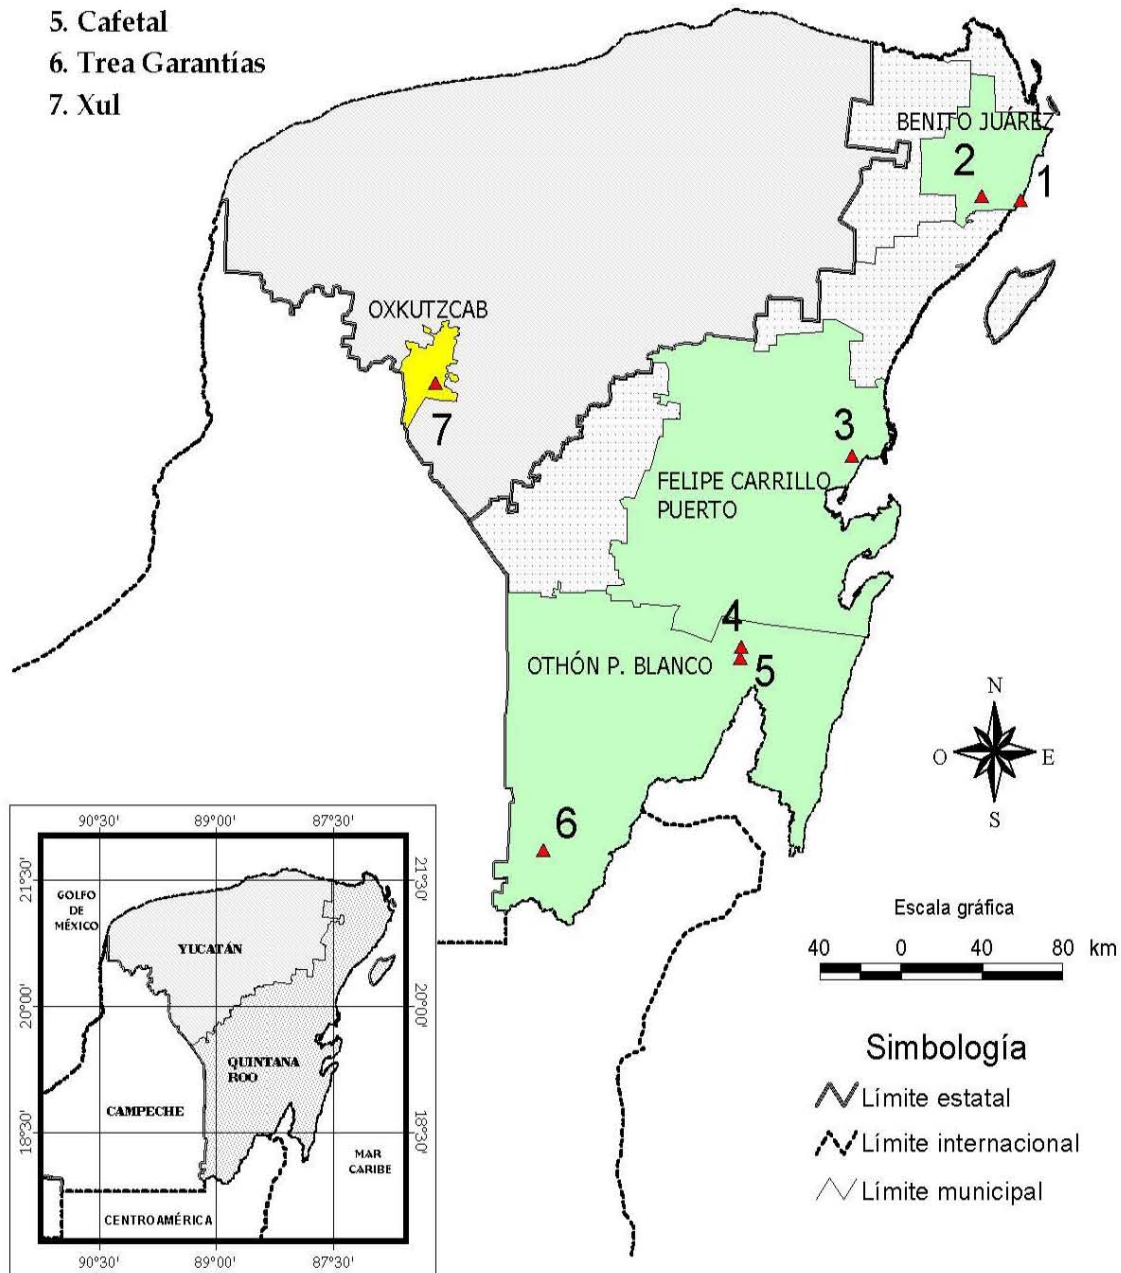 5. Cafetal
6. Trea Garantías
7. Xul
BENITO JUÁREZ
2
1
OXKUTZCAB
7
3
FELIPE CARRILLO
PUERTO
4
OTHÓN P. BLANCO
5
6
N
O
E
S
Escala gráfica
40 0 40 80 km
Simbología
Límite estatal
Límite internacional
Límite municipal
90°30' 89°00' 87°30'
21°30'
21°30'
GOLFO
DE
MÉXICO
YUCATÁN
20°00'
20°00'
QUINTANA
ROO
CAMPECHE
18°30'
18°30'
MAR
CARIBE
CENTROAMÉRICA
90°30' 89°00' 87°30'